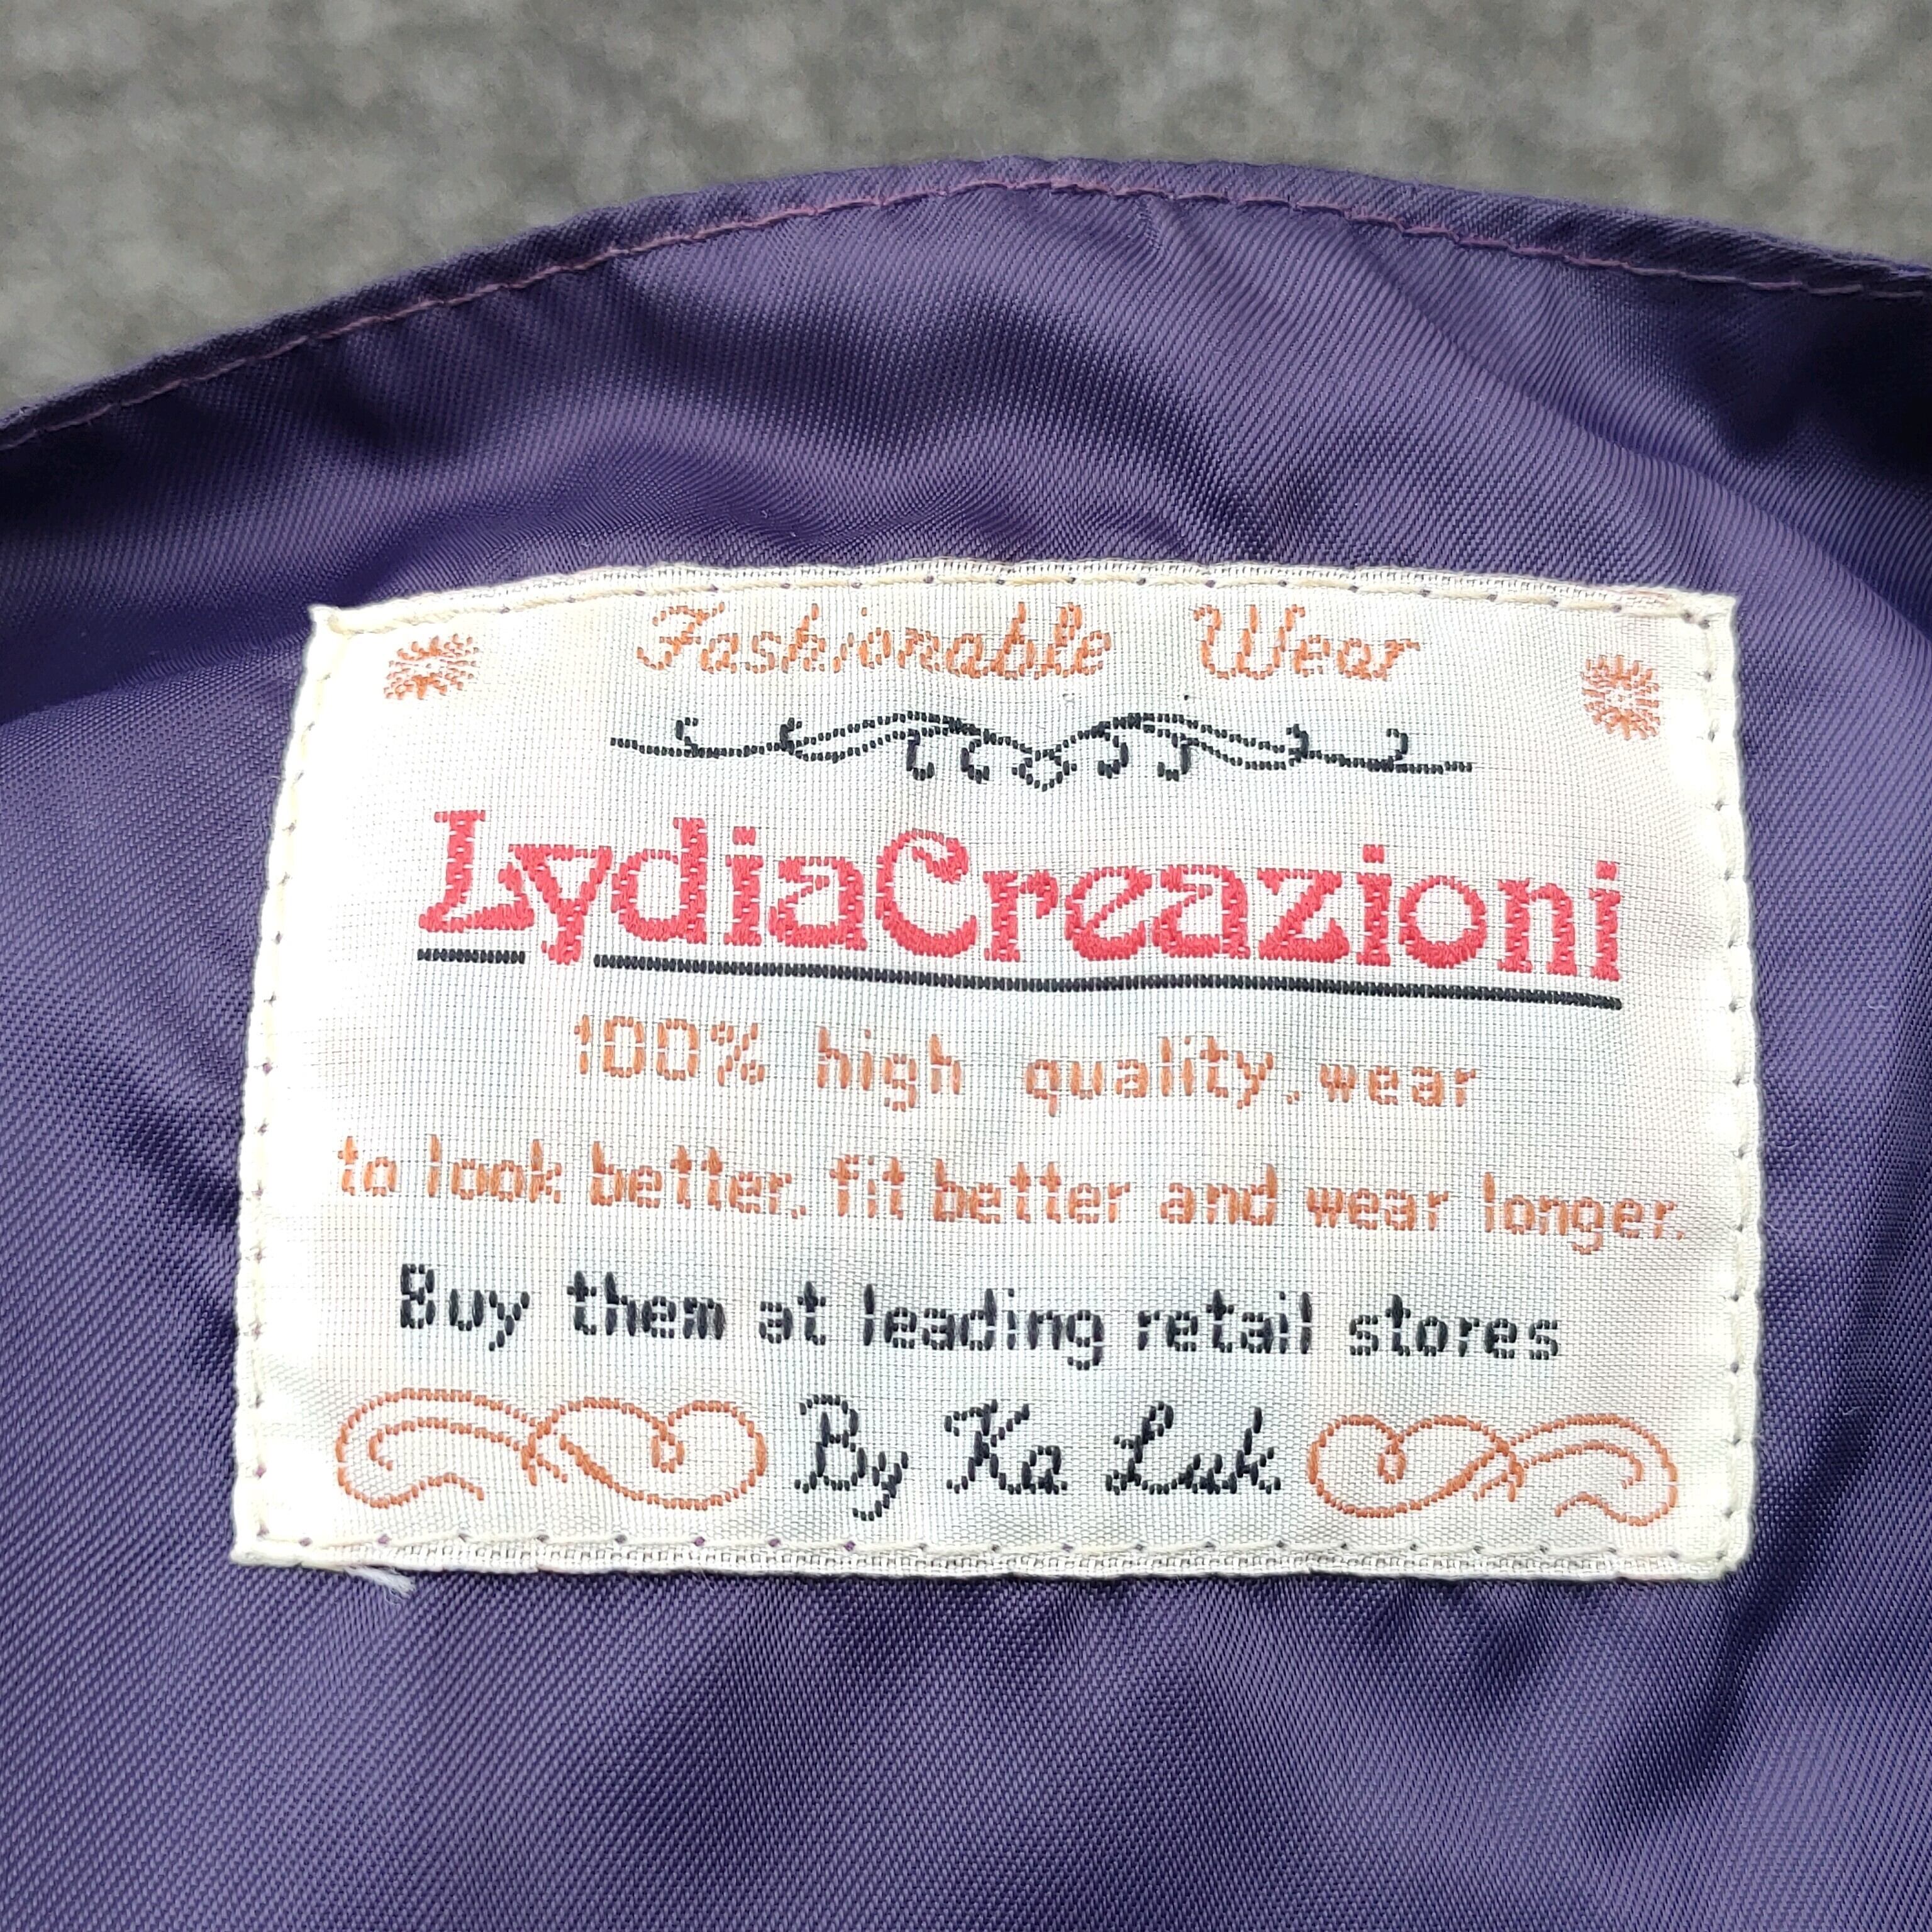 Fashionable Wear
LydiaCreazioni
100% high quality. wear
to look better. fit better and wear longer.
Buy them at leading retail stores
By Ka Luk.